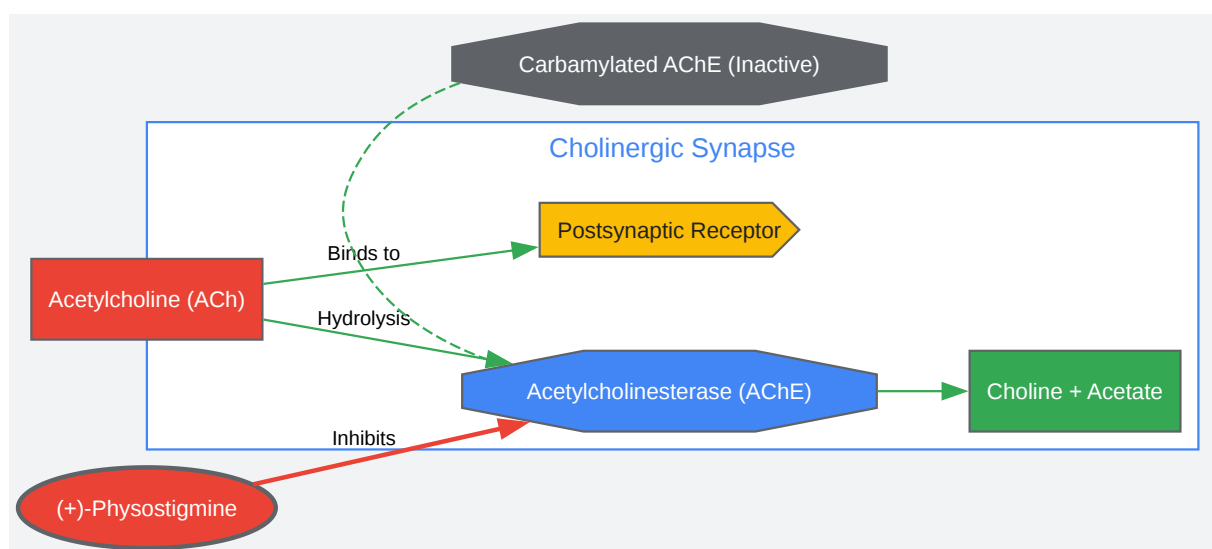 Carbamylated AChE (Inactive)
Cholinergic Synapse
Postsynaptic Receptor
Binds to
Acetylcholine (ACh)
Hydrolysis
Acetylcholinesterase (AChE)
Choline + Acetate
Inhibits
(+)-Physostigmine